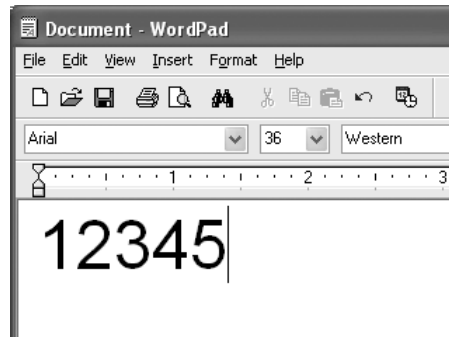 Document - WordPad
File Edit View Insert Format Help
Arial 36 Western
1 2 3
12345